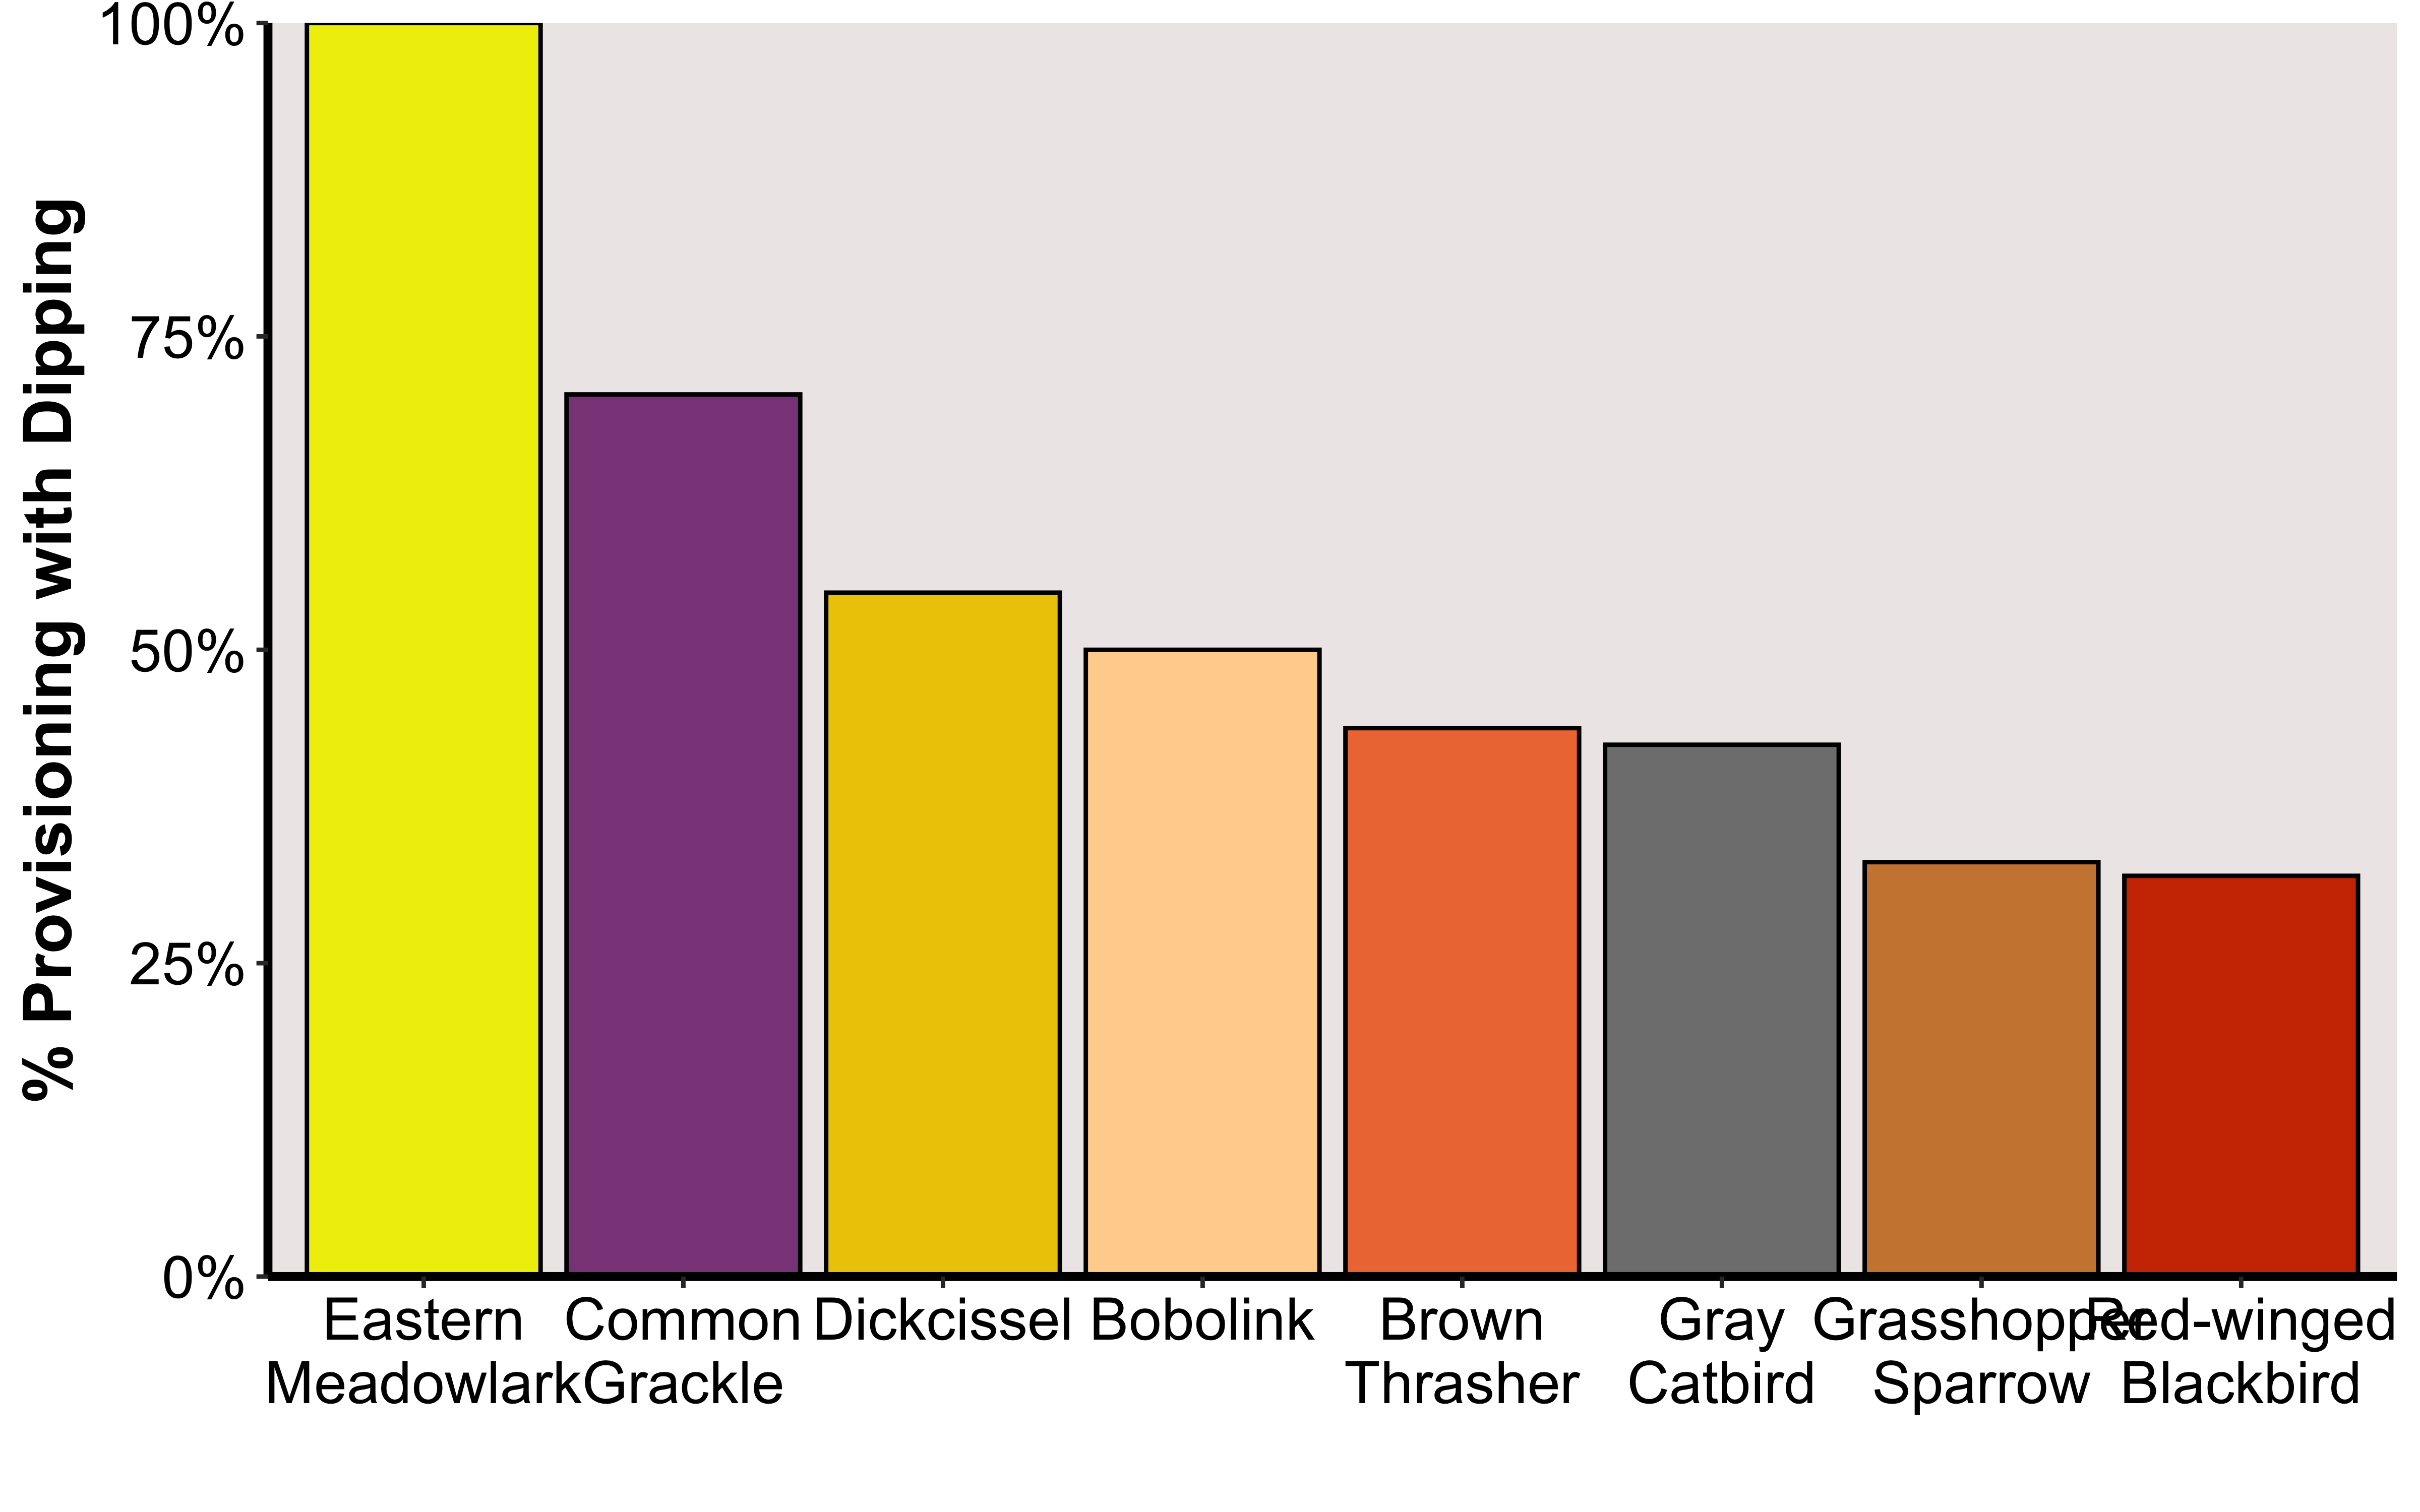 % Provisioning with Dipping
100%
75%
50%
25%
0%
Eastern Meadowlark
Common Grackle
Dickcissel
Bobolink
Brown Thrasher
Gray Catbird
Grasshopper Sparrow
Red-winged Blackbird